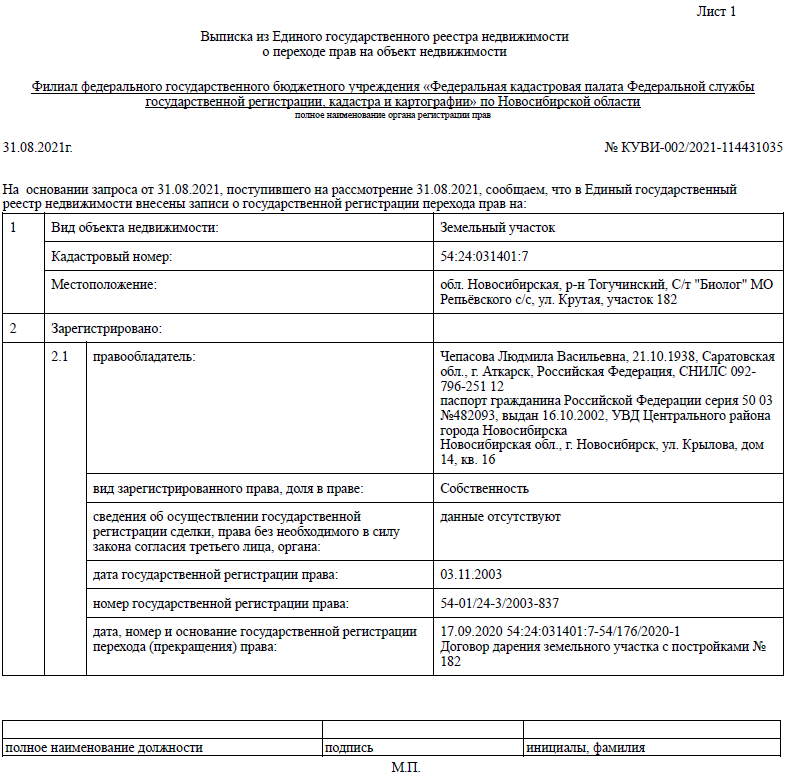 Лист 1
Выписка из Единого государственного реестра недвижимости
о переходе прав на объект недвижимости
Филиал федерального государственного бюджетного учреждения «Федеральная кадастровая палата Федеральной службы
государственной регистрации, кадастра и картографии» по Новосибирской области
полное наименование органа регистрации прав
31.08.2021г.
№ КУВИ-002/2021-114431035
На основании запроса от 31.08.2021, поступившего на рассмотрение 31.08.2021, сообщаем, что в Единый государственный
реестр недвижимости внесены записи о государственной регистрации перехода прав на:
1
Вид объекта недвижимости:
Земельный участок
Кадастровый номер:
54:24:031401:7
Местоположение:
обл. Новосибирская, р-н Тогучинский, С/т "Биолог" МО
Репьёвского с/с, ул. Крутая, участок 182
2
Зарегистрировано:
2.1
правообладатель:
Чепасова Людмила Васильевна, 21.10.1938, Саратовская
обл., г. Аткарск, Российская Федерация, СНИЛС 092-
796-251 12
паспорт гражданина Российской Федерации серия 50 03
№482093, выдан 16.10.2002, УВД Центрального района
города Новосибирска
Новосибирская обл., г. Новосибирск, ул. Крылова, дом
14, кв. 16
вид зарегистрированного права, доля в праве:
Собственность
сведения об осуществлении государственной
регистрации сделки, права без необходимого в силу
закона согласия третьего лица, органа:
данные отсутствуют
дата государственной регистрации права:
03.11.2003
номер государственной регистрации права:
54-01/24-3/2003-837
дата, номер и основание государственной регистрации
перехода (прекращения) права:
17.09.2020 54:24:031401:7-54/176/2020-1
Договор дарения земельного участка с постройками №
182
полное наименование должности
подпись
инициалы, фамилия
М.П.